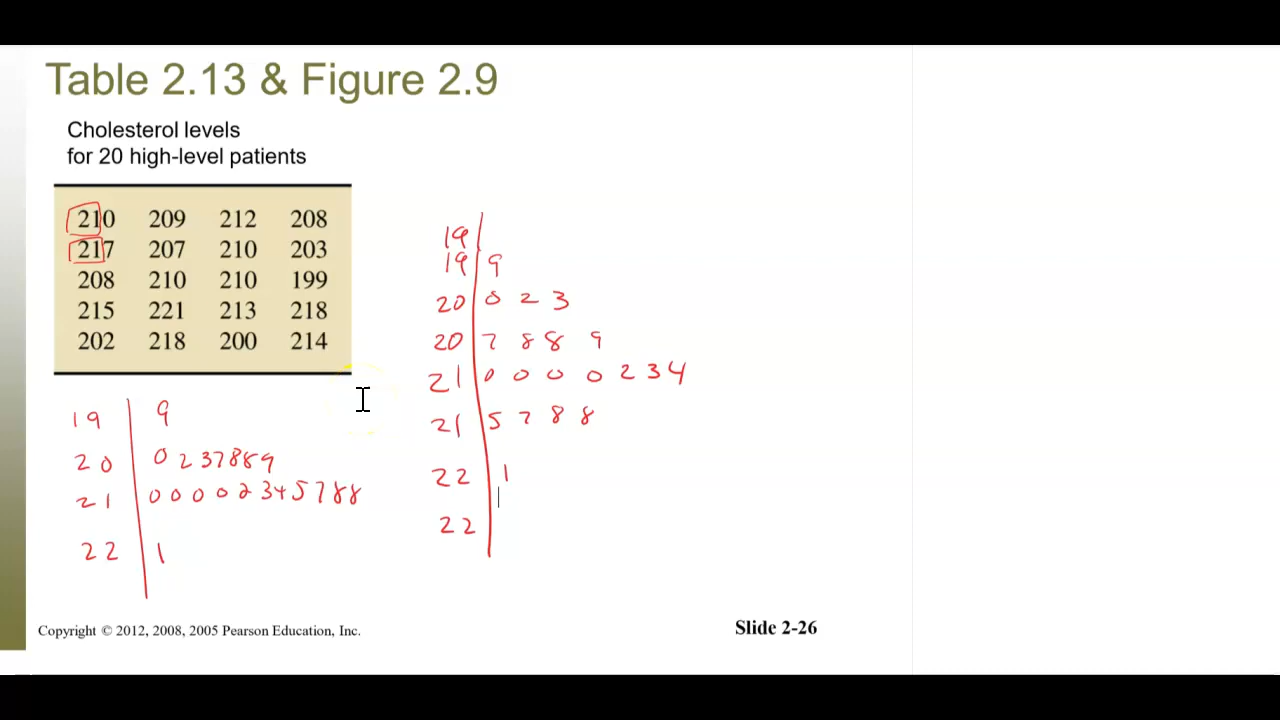 Table 2.13 & Figure 2.9
Cholesterol levels
for 20 high-level patients
210 209 212 208
217 207 210 203
208 210 210 199
215 221 213 218
202 218 200 214
19 | 9
20 | 0 2 3 7 8 8 9
21 | 0 0 0 0 2 3 4 5 7 8 8
22 | 1
19 |
19 | 9
20 | 0 2 3
20 | 7 8 8 9
21 | 0 0 0 0 2 3 4
21 | 5 7 8 8
22 | 1
22 |
Copyright © 2012, 2008, 2005 Pearson Education, Inc.
Slide 2-26